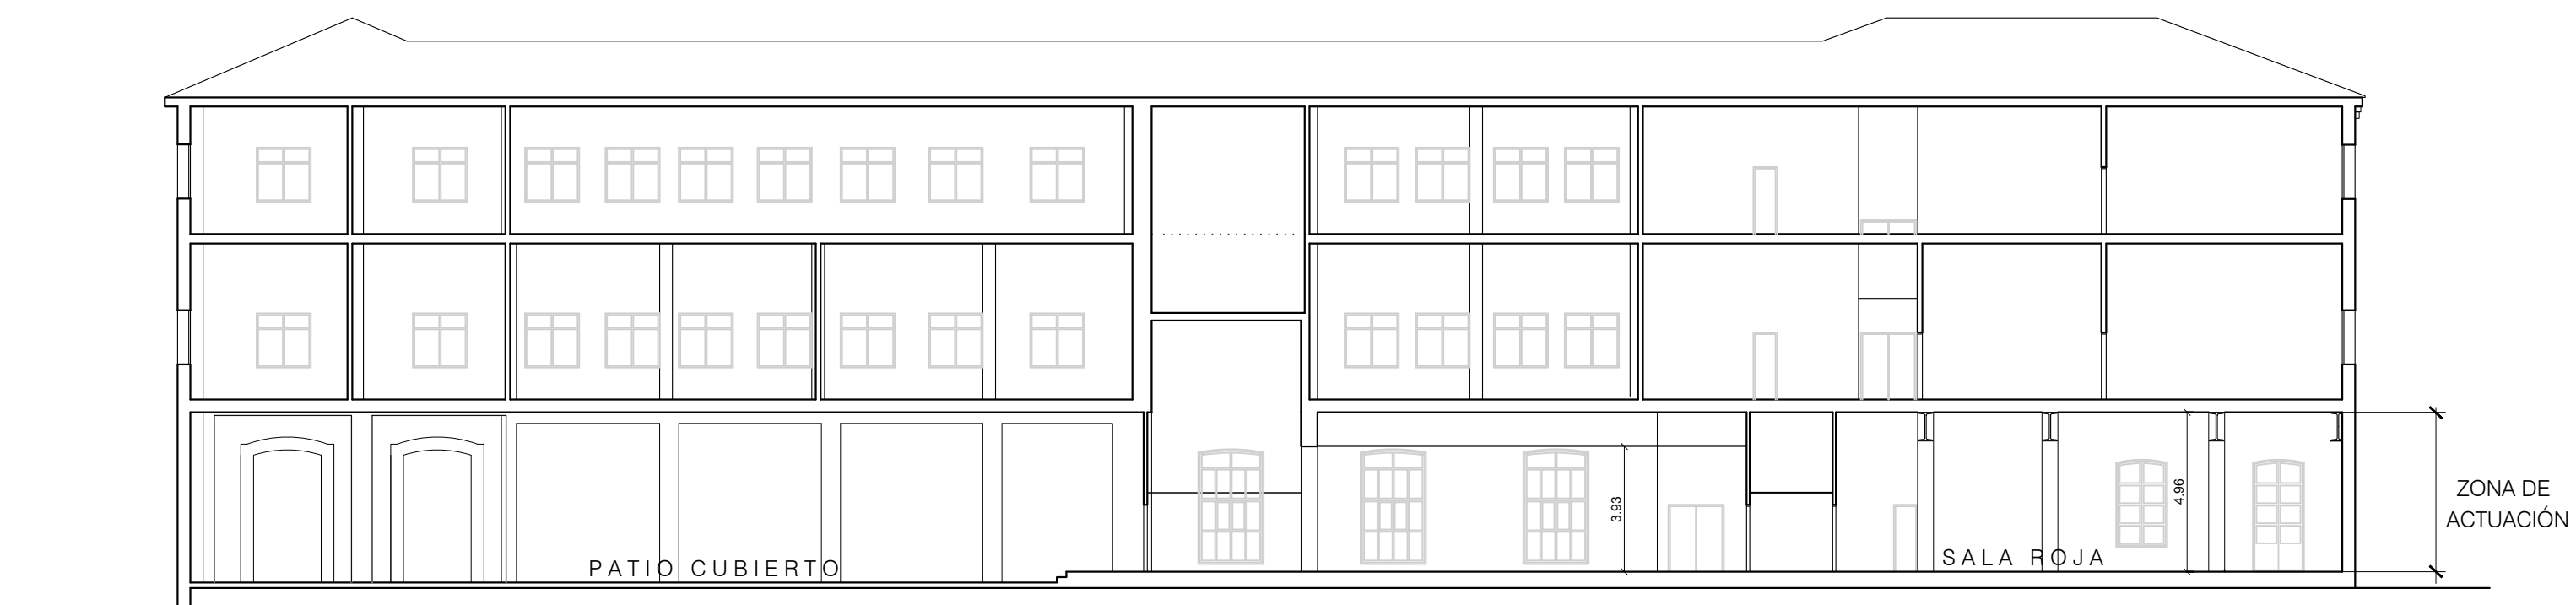 3.93
4.96
ZONA DE
ACTUACIÓN
PATIO CUBIERTO
SALA ROJA